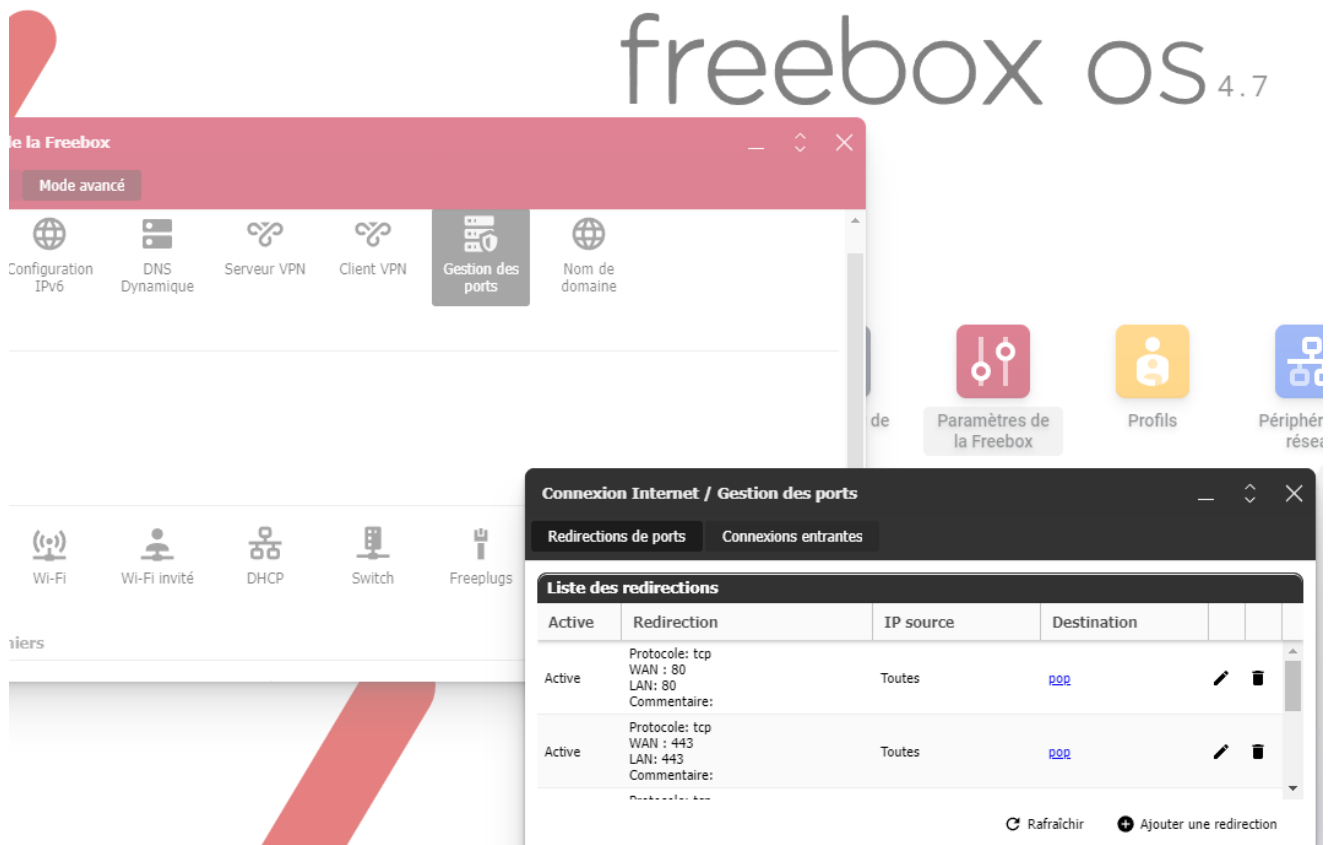 freebox os 4.7
de la Freebox
Mode avancé
Configuration IPv6
DNS Dynamique
Serveur VPN
Client VPN
Gestion des ports
Nom de domaine
de
Paramètres de la Freebox
Profils
Périphér
résea
Wi-Fi
Wi-Fi invité
DHCP
Switch
Freeplugs
hiers
Connexion Internet / Gestion des ports
Redirections de ports
Connexions entrantes
Liste des redirections
Active Redirection IP source Destination
Protocole: tcp
WAN : 80
Active Toutes pop
LAN: 80
Commentaire:
Protocole: tcp
WAN : 443
Active Toutes pop
LAN: 443
Commentaire:
Protocole: tcp
Rafraîchir
Ajouter une redirection